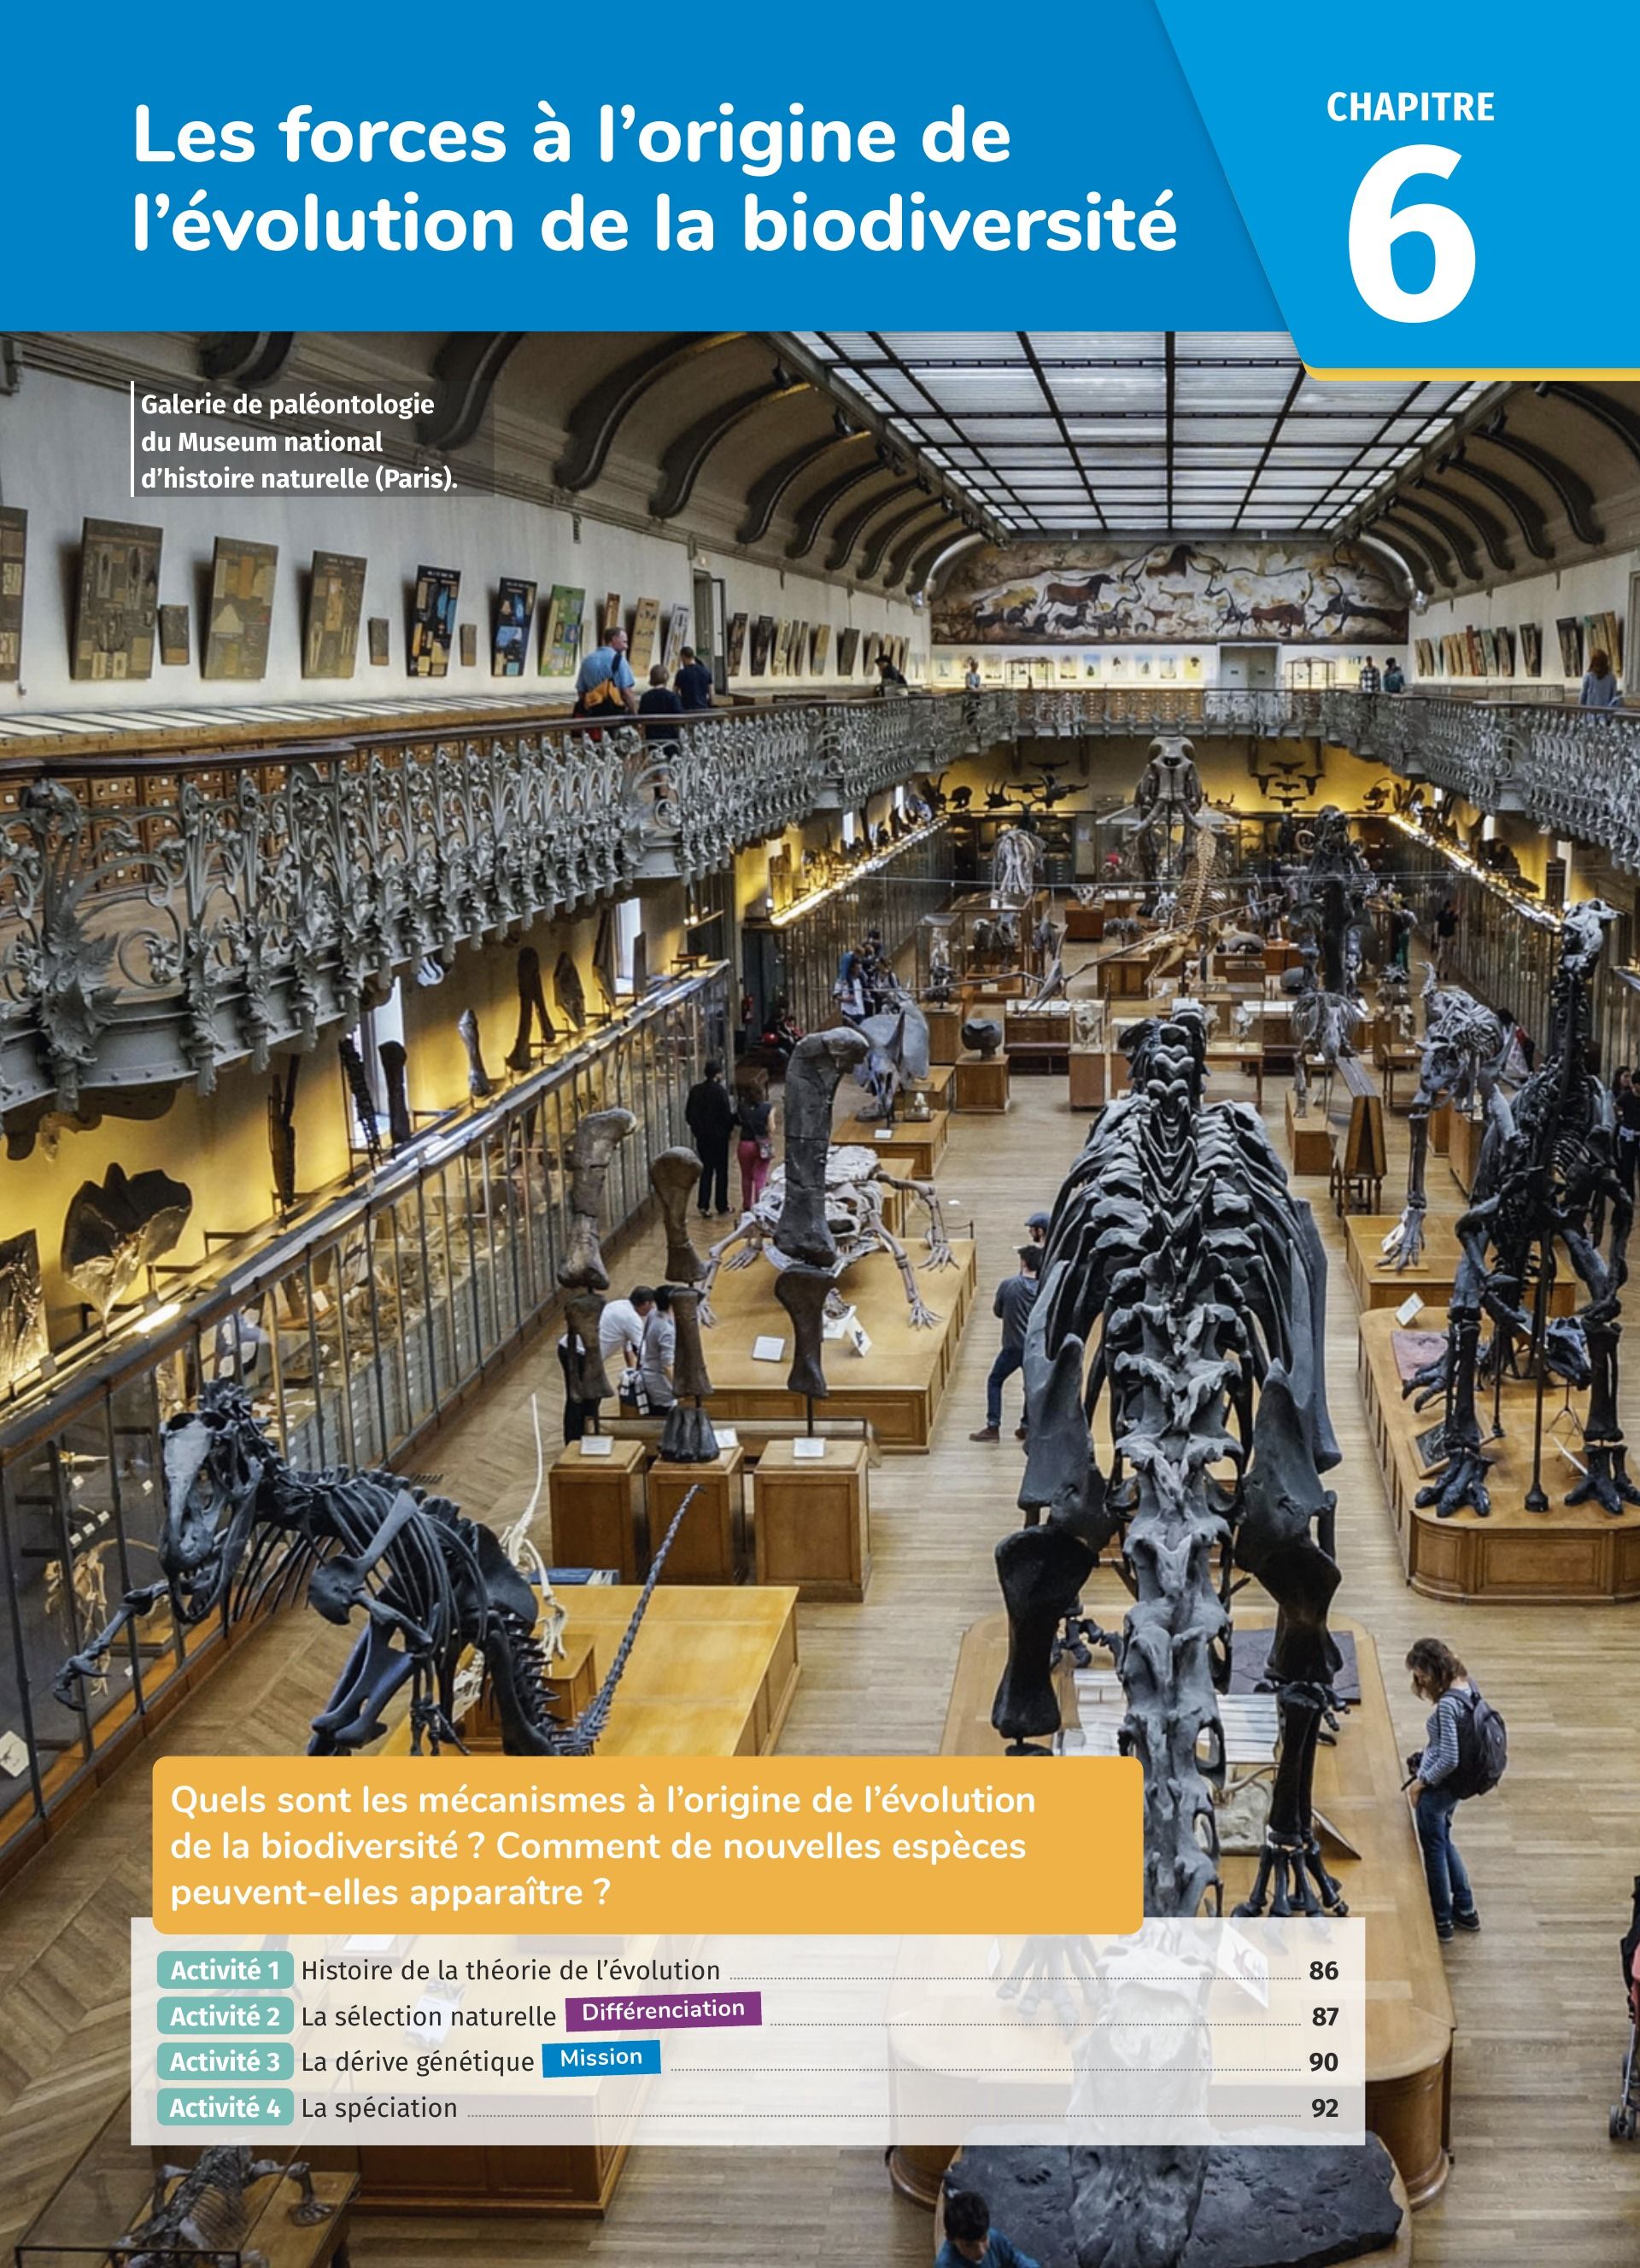 Les forces à l’origine de
l’évolution de la biodiversité
CHAPITRE
6
Galerie de paléontologie
du Museum national
d’histoire naturelle (Paris).
Quels sont les mécanismes à l’origine de l’évolution
de la biodiversité ? Comment de nouvelles espèces
peuvent-elles apparaître ?
Activité 1 Histoire de la théorie de l’évolution 86
Activité 2 La sélection naturelle Différenciation 87
Activité 3 La dérive génétique Mission 90
Activité 4 La spéciation 92